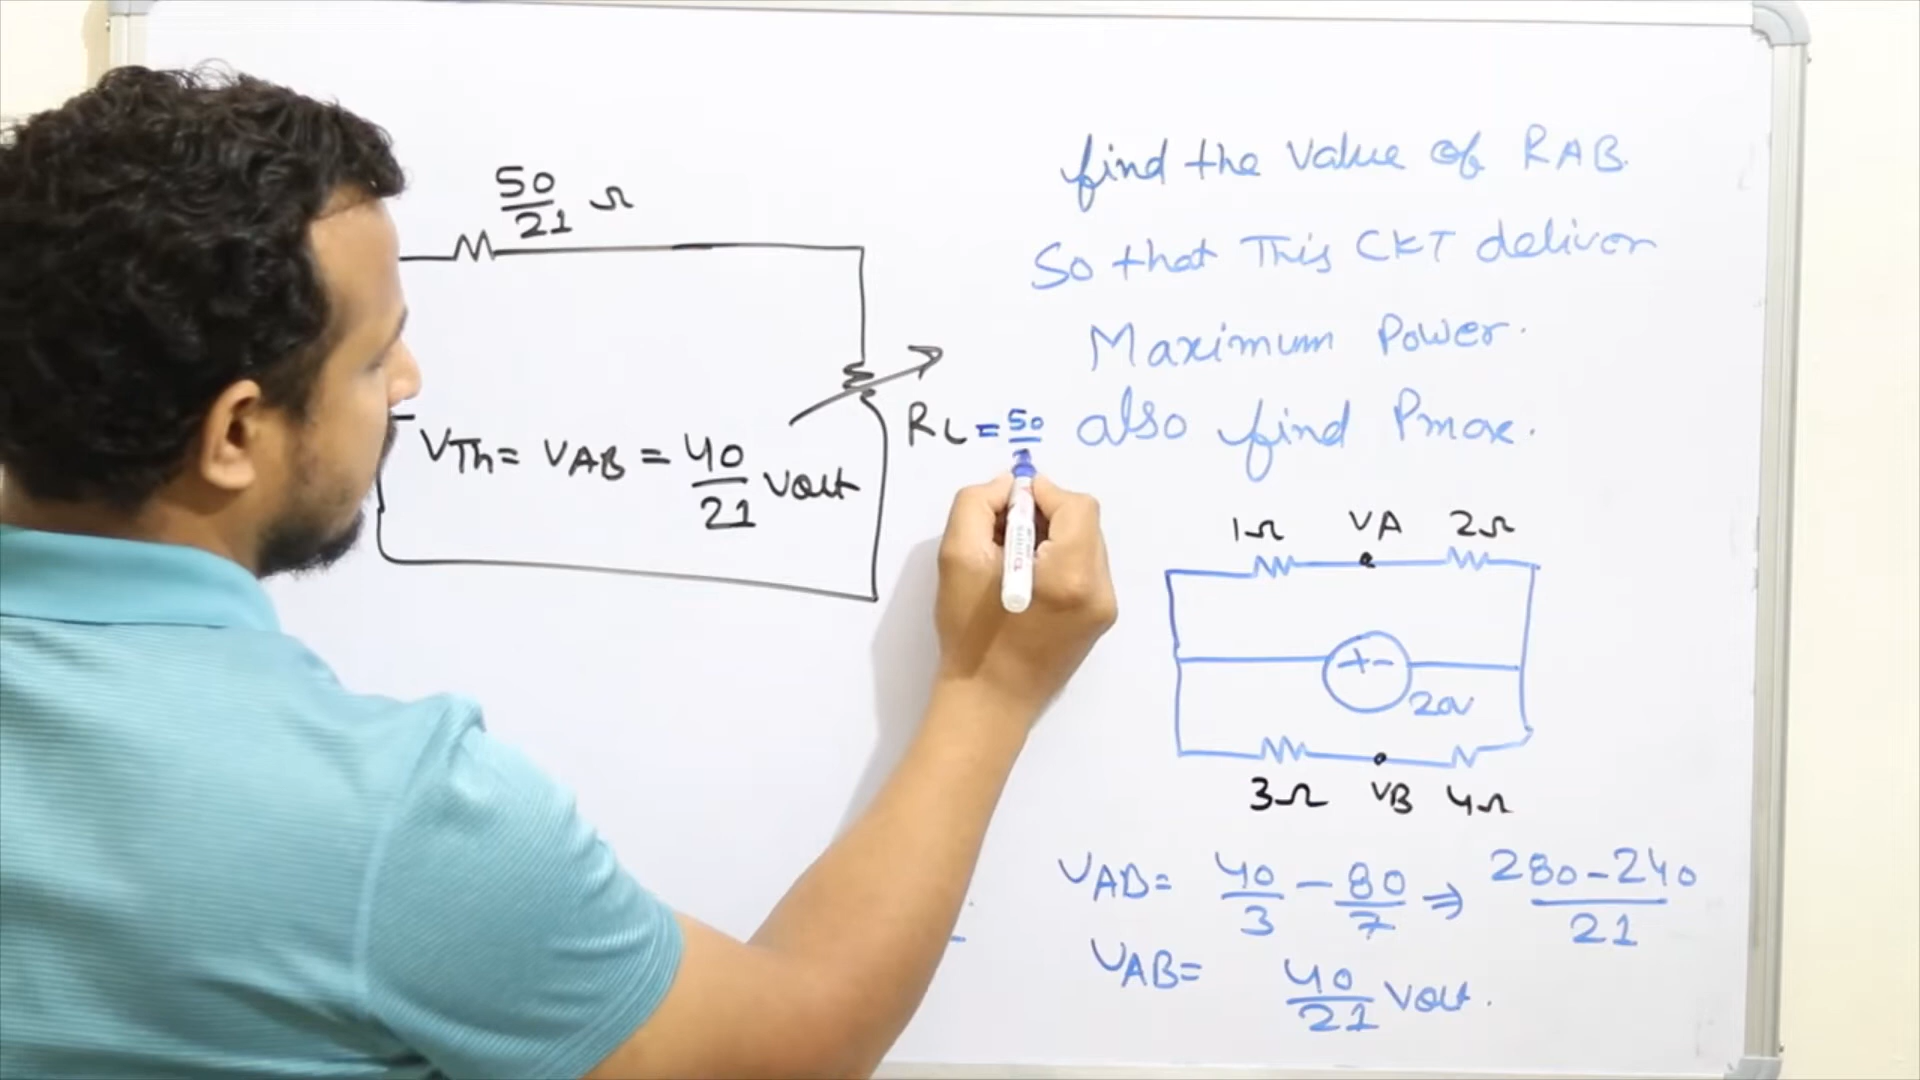 find the value of RAB.
So that This CKT deliver
Maximum Power.
also find Pmax.
50
21 Ω
VTh = VAB = 40
21 Volt
RL = 50
1Ω VA 2Ω
+ -
20V
3Ω VB 4Ω
VAB = 40/3 - 80/7 ⇒ 280-240/21
VAB = 40/21 Volt.